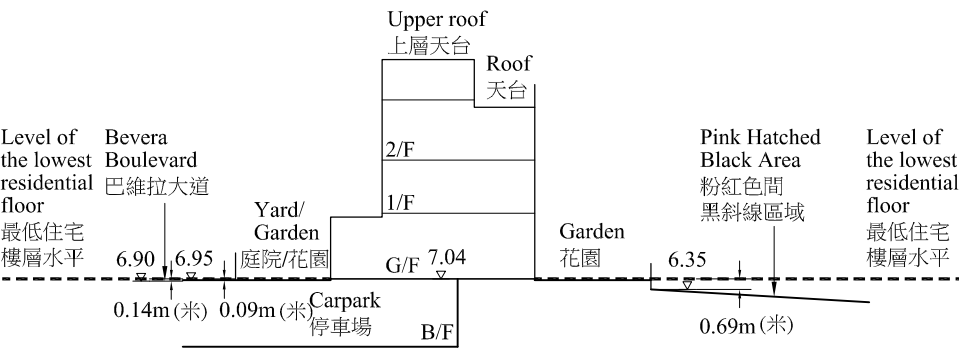 Upper roof
上層天台
Roof
天台
Level of
the lowest
residential
floor
最低住宅
樓層水平
Bevera
Boulevard
巴維拉大道
2/F
1/F
Pink Hatched
Black Area
粉紅色間
黑斜線區域
Level of
the lowest
residential
floor
最低住宅
樓層水平
Yard/
Garden
庭院/花園
Garden
花園
6.90
6.95
G/F
7.04
6.35
0.14m (米)
0.09m (米)
Carpark
停車場
B/F
0.69m (米)